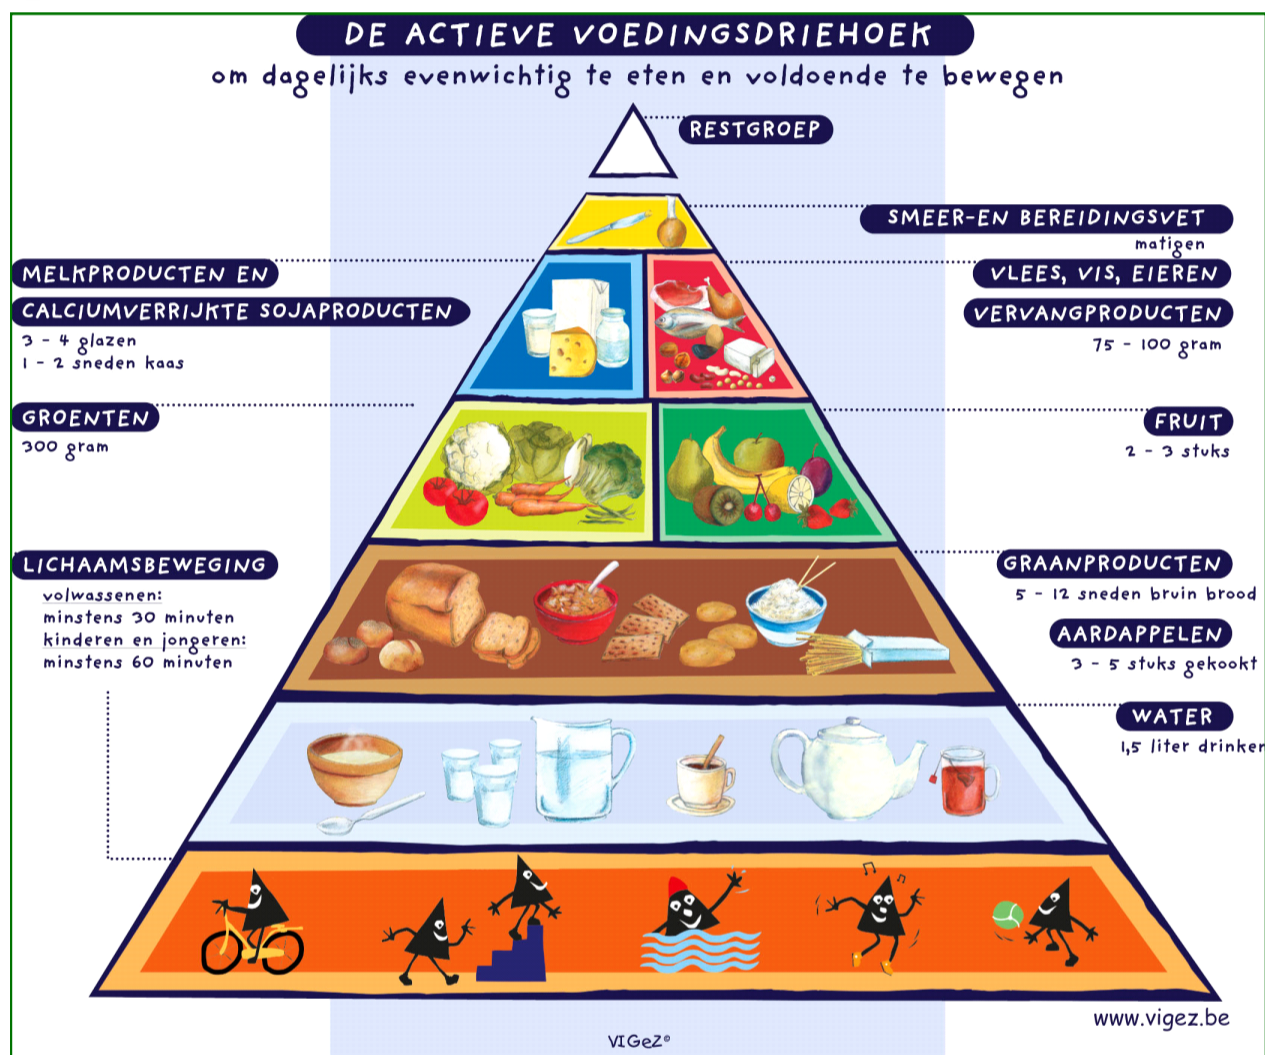 DE ACTIEVE VOEDINGSDRIEHOEK
om dagelijks evenwichtig te eten en voldoende te bewegen
RESTGROEP
SMEER-EN BEREIDINGSVET
matigen
MELKPRODUCTEN EN
CALCIUMVERRIJKTE SOJAPRODUCTEN
3 - 4 glazen
1 - 2 sneden kaas
VLEES, VIS, EIEREN
VERVANGPRODUCTEN
75 - 100 gram
GROENTEN
300 gram
FRUIT
2 - 3 stuks
LICHAAMSBEWEGING
volwassenen:
minstens 30 minuten
kinderen en jongeren:
minstens 60 minuten
GRAANPRODUCTEN
5 - 12 sneden bruin brood
AARDAPPELEN
3 - 5 stuks gekookt
WATER
1,5 liter drinken
www.vigez.be
VIGeZ©